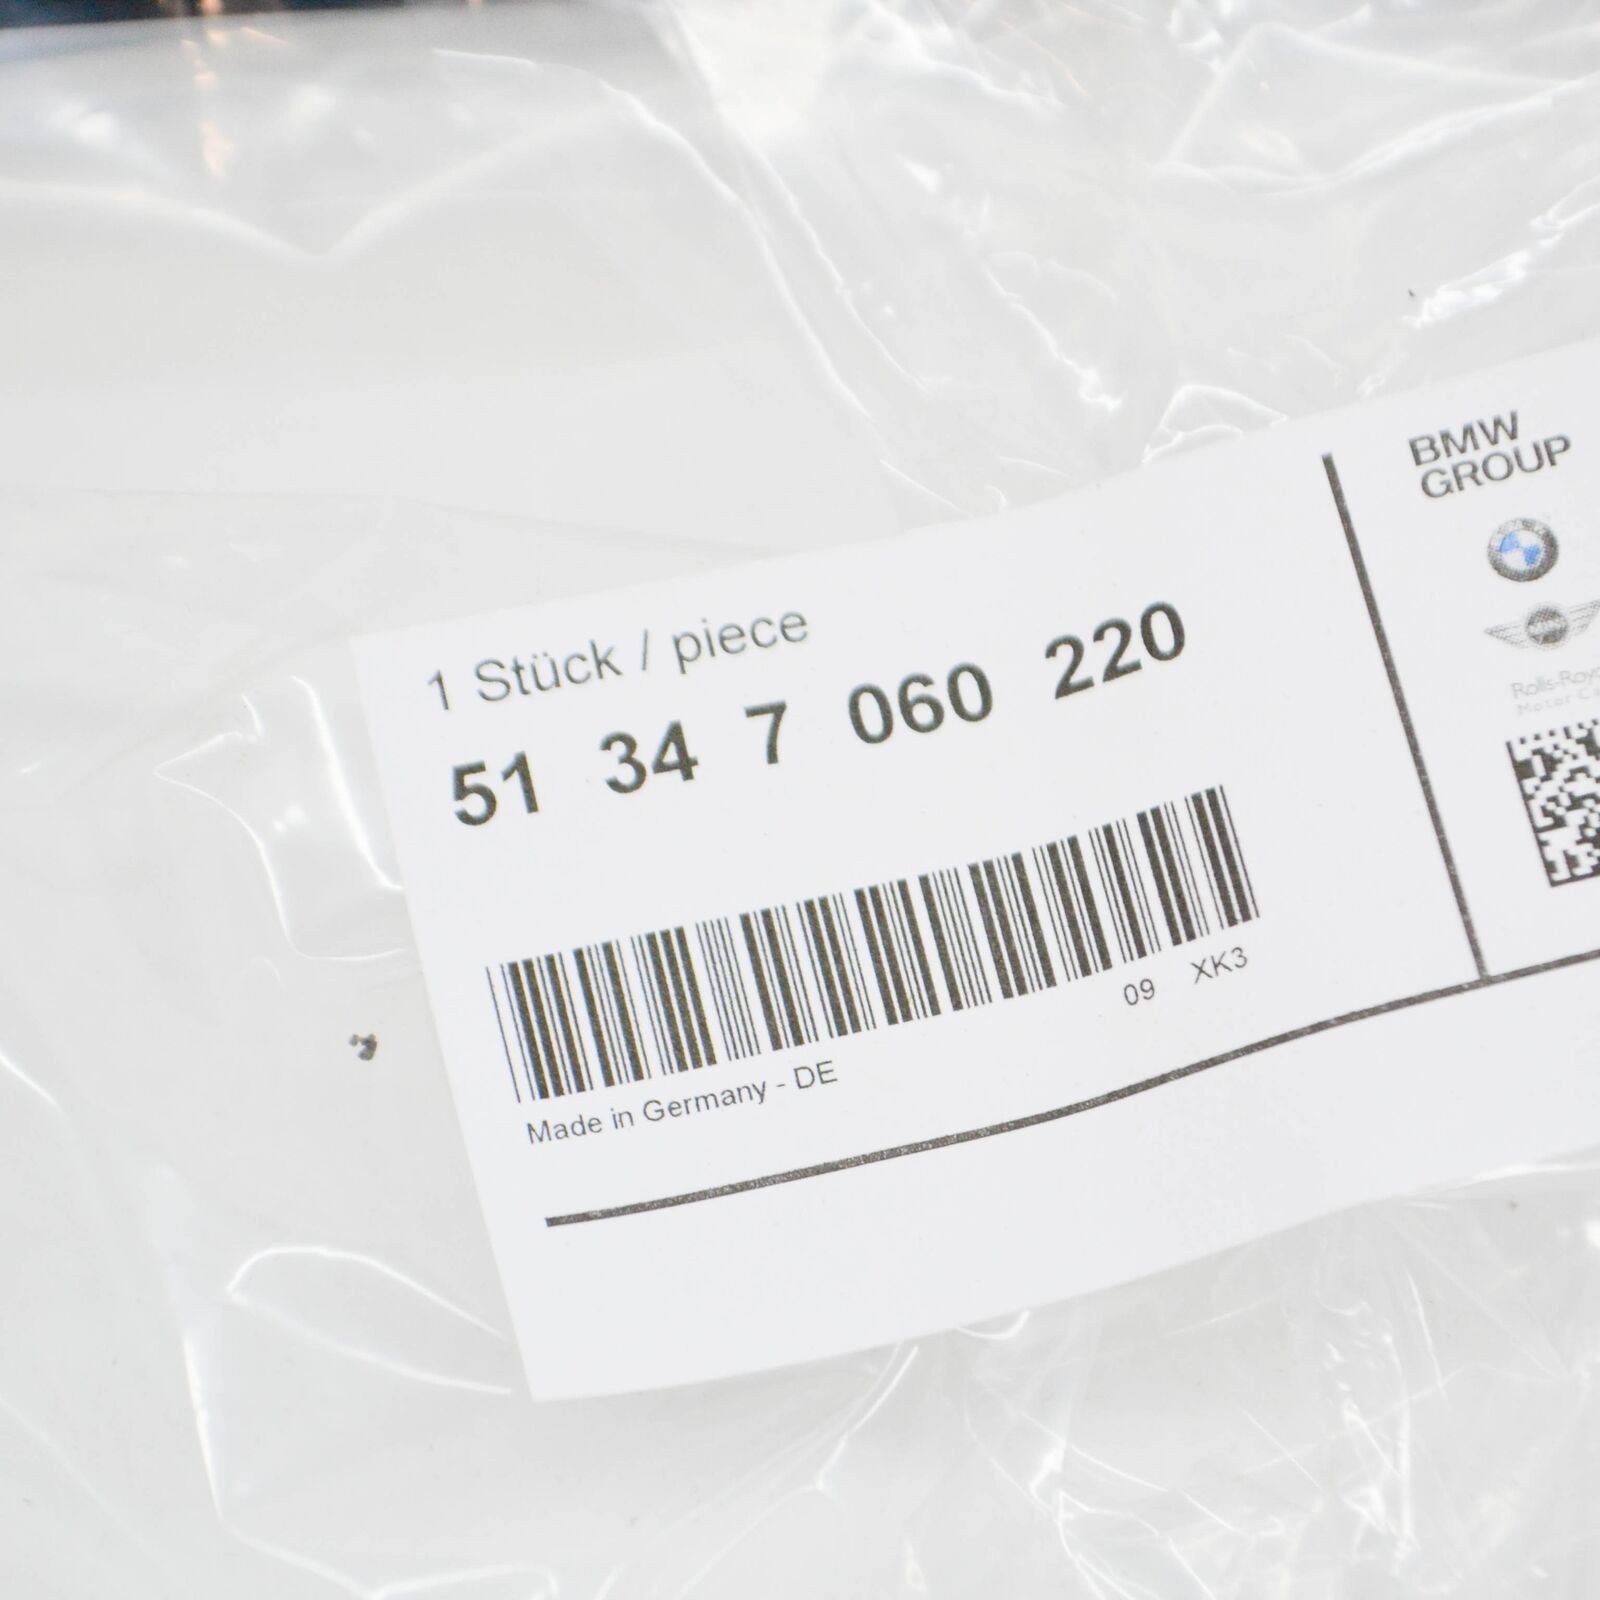 1 Stück / piece
51 34 7 060 220
09 XK3
Made in Germany - DE
BMW
GROUP